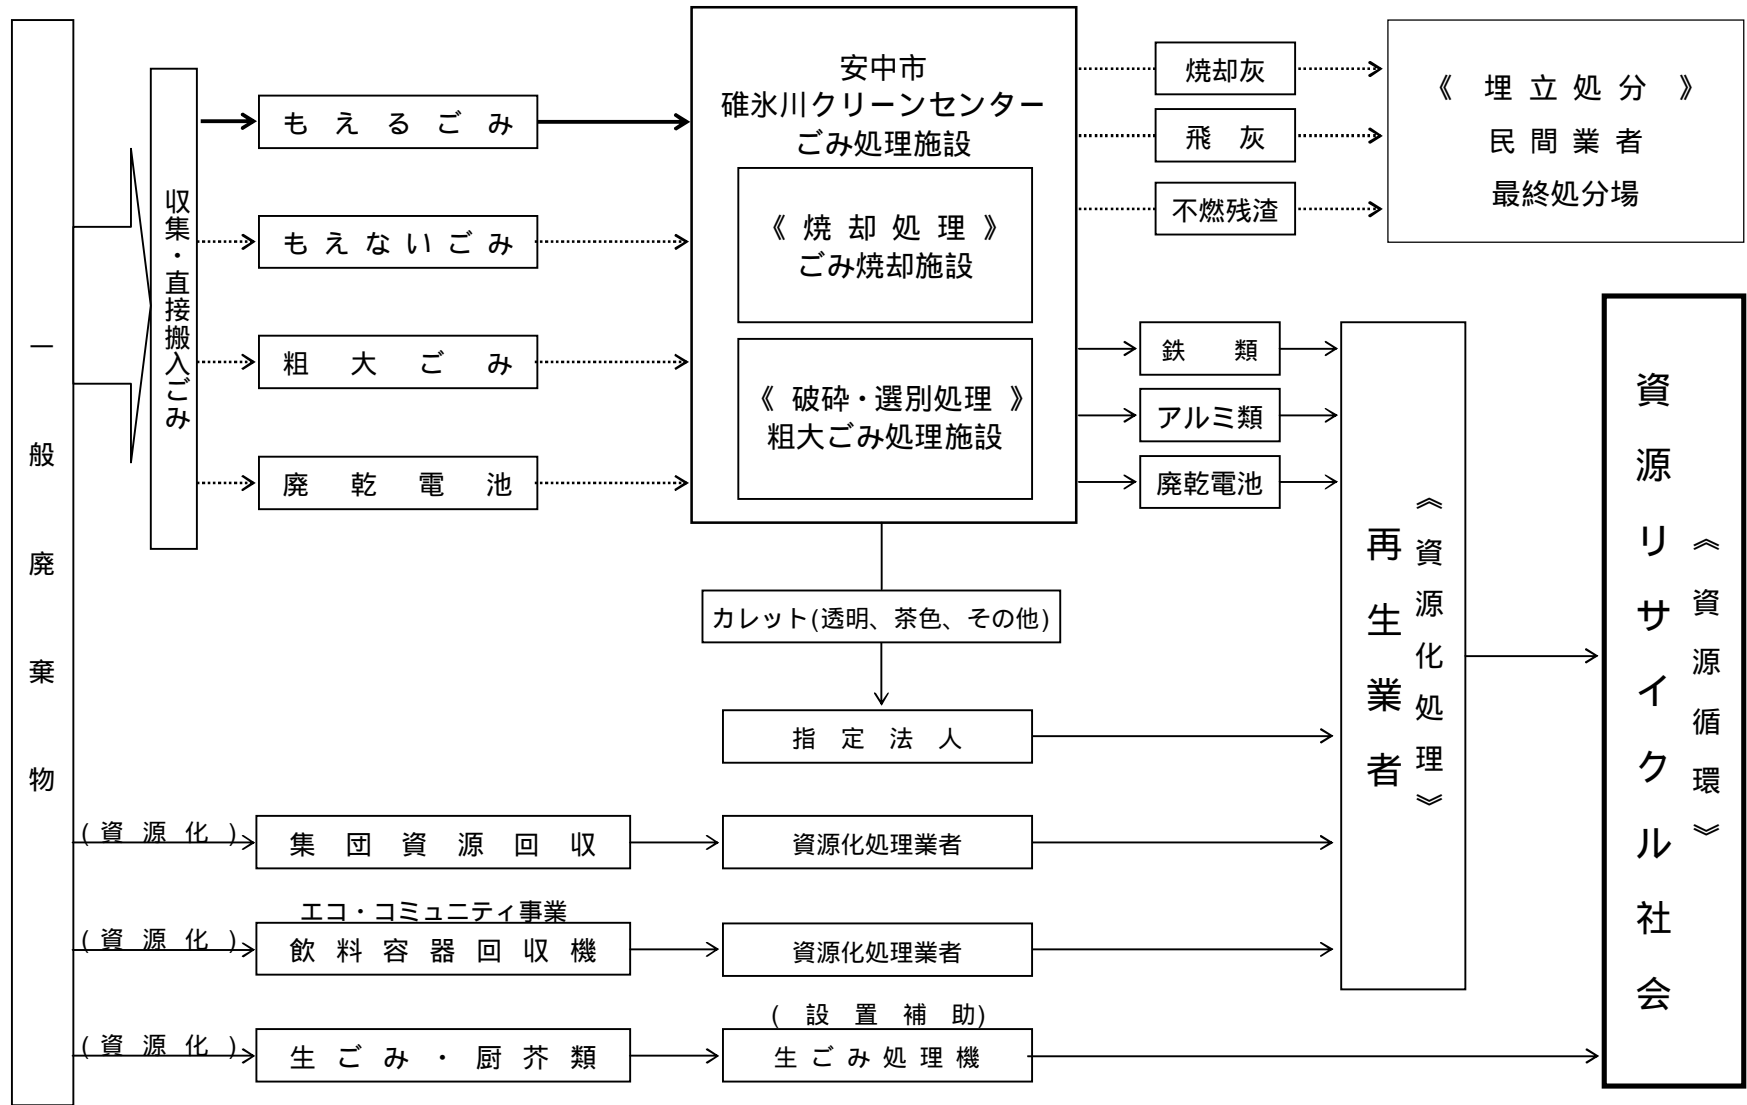 一般廃棄物
収集・直接搬入ごみ
もえるごみ
もえないごみ
粗大ごみ
廃乾電池
安中市
碓氷川クリーンセンター
ごみ処理施設
《 焼却処理 》
ごみ焼却施設
《 破砕・選別処理 》
粗大ごみ処理施設
焼却灰
飛灰
不燃残渣
《 埋立処分 》
民間業者
最終処分場
鉄類
アルミ類
廃乾電池
カレット(透明、茶色、その他)
指定法人
再生業者
《資源化処理》
資源リサイクル社会
《資源循環》
(資源化)
集団資源回収
資源化処理業者
エコ・コミュニティ事業
(資源化)
飲料容器回収機
資源化処理業者
(設置補助)
(資源化)
生ごみ・厨芥類
生ごみ処理機